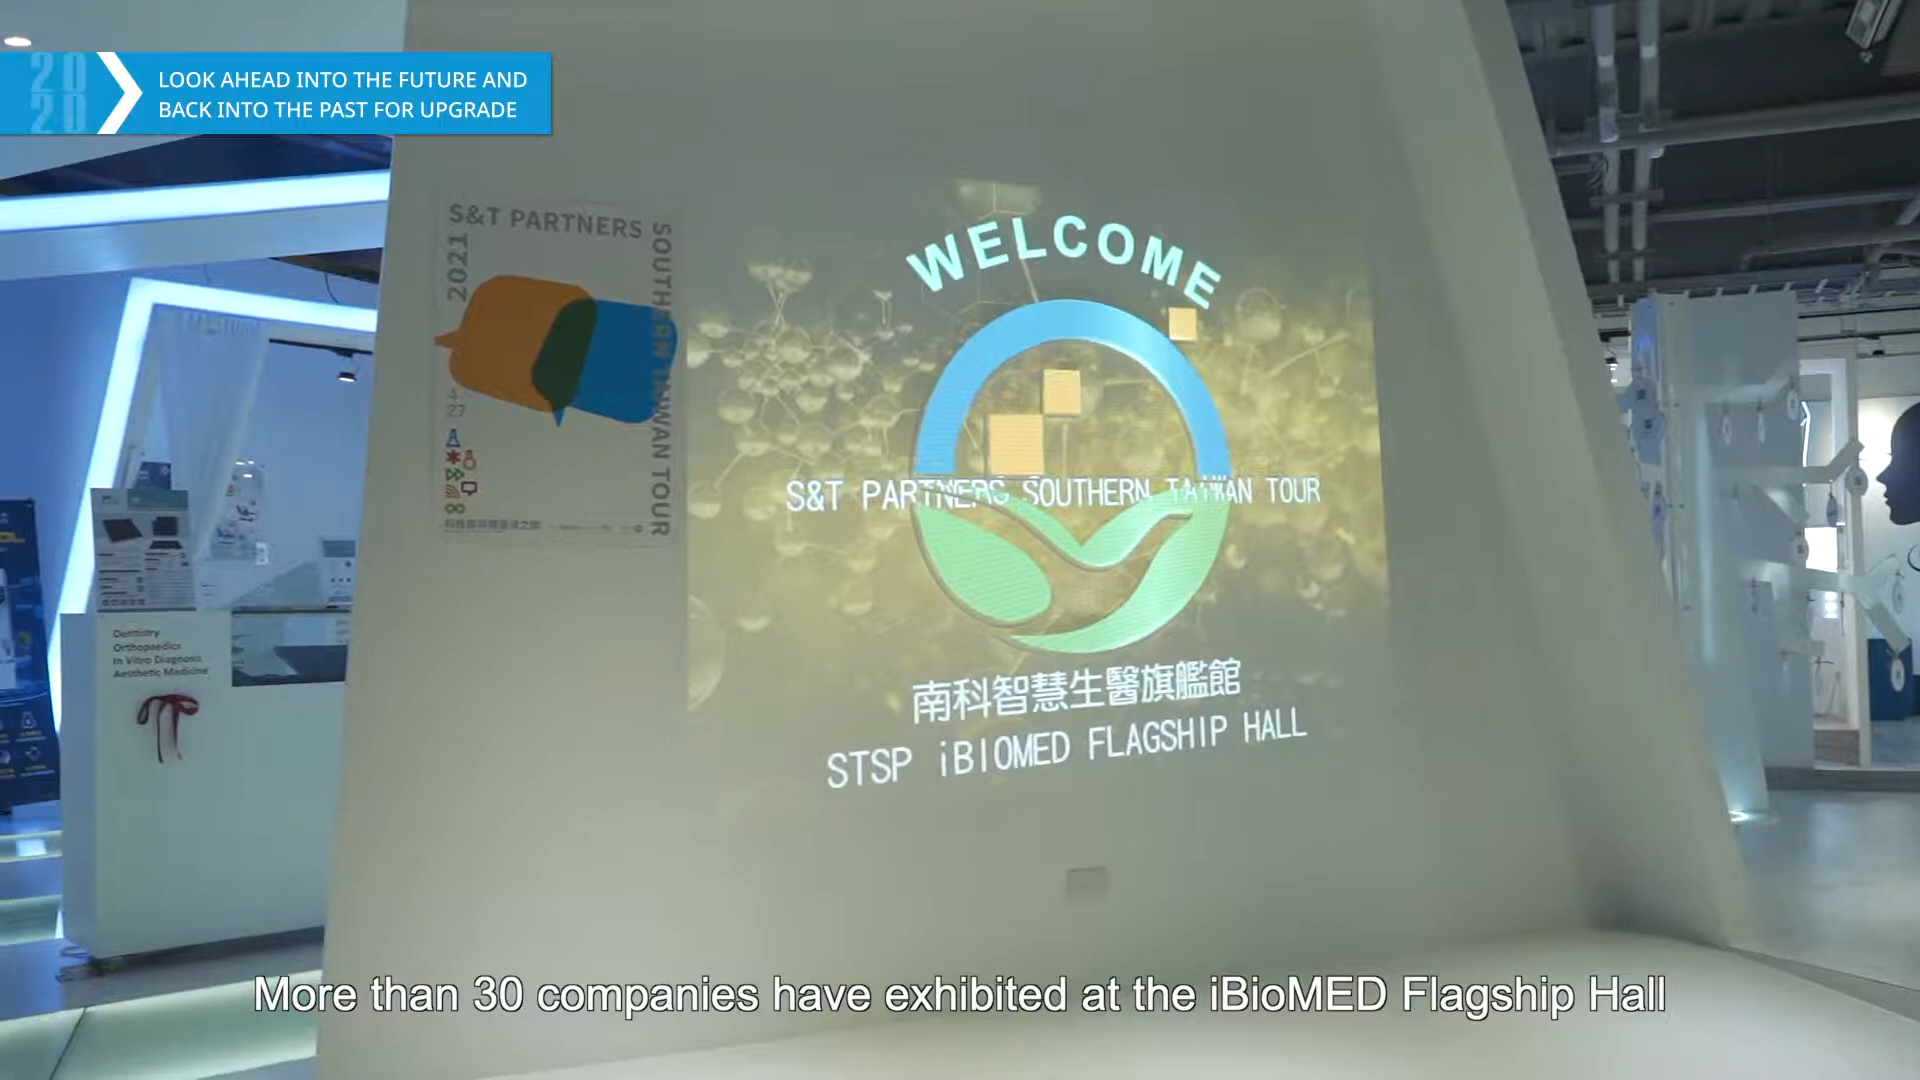 2020
LOOK AHEAD INTO THE FUTURE AND
BACK INTO THE PAST FOR UPGRADE
S&T PARTNERS
2021
SOUTHERN TAIWAN TOUR
4
27
WELCOME
S&T PARTNERS SOUTHERN TAIWAN TOUR
南科智慧生醫旗艦館
STSP iBIOMED FLAGSHIP HALL
Dentistry
Orthopaedics
In Vitro Diagnosis
Aesthetic Medicine
More than 30 companies have exhibited at the iBioMED Flagship Hall